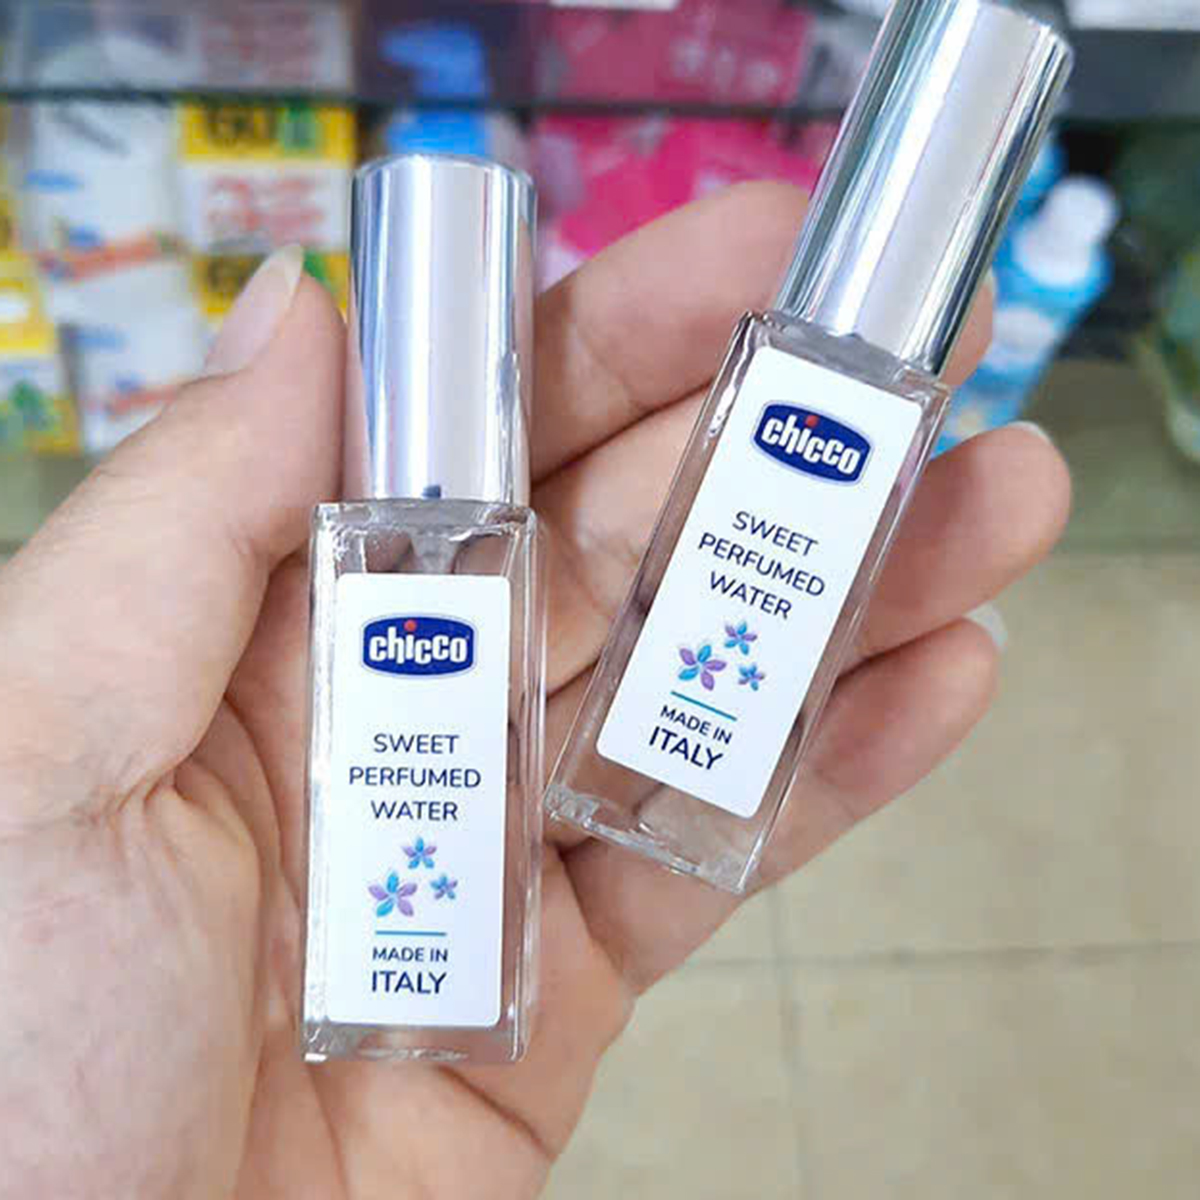 chicco
SWEET
PERFUMED
WATER
MADE IN
ITALY
chicco
SWEET
PERFUMED
WATER
MADE IN
ITALY